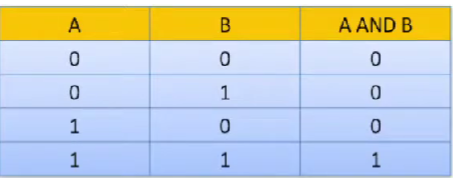 A B A AND B
0 0 0
0 1 0
1 0 0
1 1 1